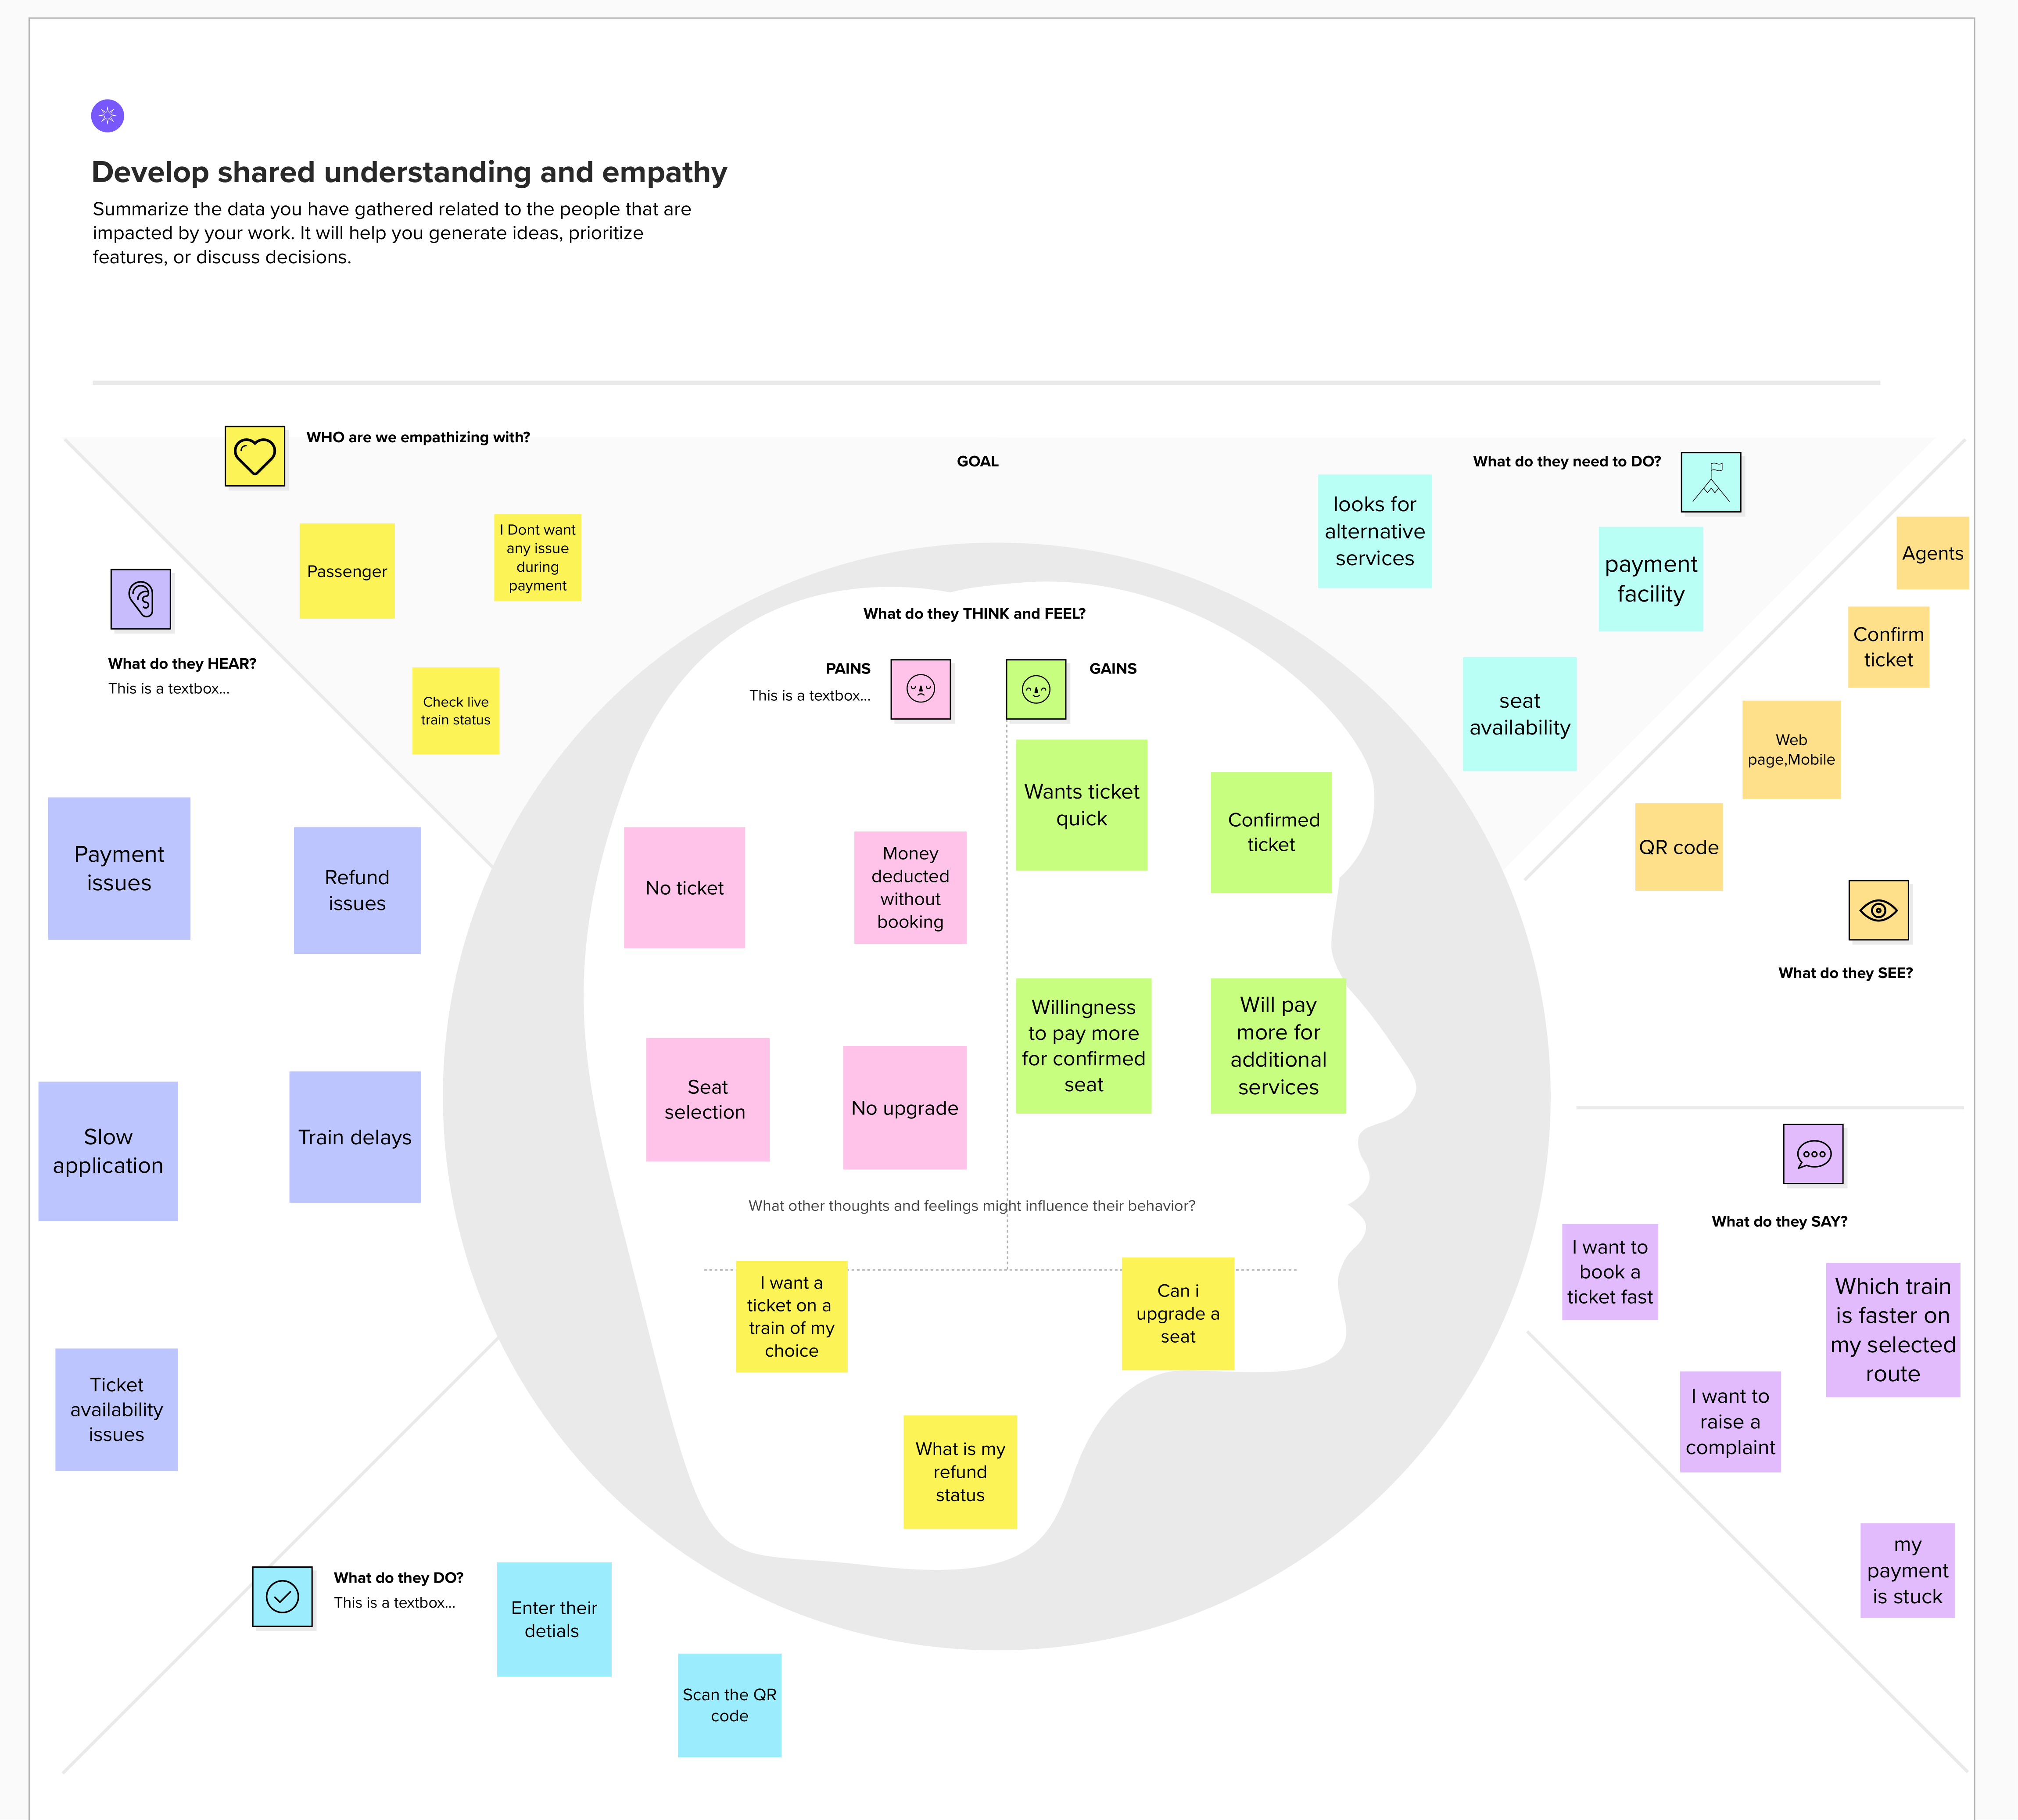 Develop shared understanding and empathy
Summarize the data you have gathered related to the people that are
impacted by your work. It will help you generate ideas, prioritize
features, or discuss decisions.
WHO are we empathizing with?
Passenger
I Dont want
any issue
during
payment
Check live
train status
GOAL
What do they need to DO?
looks for
alternative
services
payment
facility
seat
availability
Agents
Confirm
ticket
Web
page,Mobile
QR code
What do they SEE?
What do they HEAR?
This is a textbox...
Payment
issues
Refund
issues
Slow
application
Train delays
Ticket
availability
issues
What do they THINK and FEEL?
PAINS
This is a textbox...
GAINS
No ticket
Money
deducted
without
booking
Seat
selection
No upgrade
Wants ticket
quick
Confirmed
ticket
Willingness
to pay more
for confirmed
seat
Will pay
more for
additional
services
What other thoughts and feelings might influence their behavior?
I want a
ticket on a
train of my
choice
Can i
upgrade a
seat
What is my
refund
status
What do they SAY?
I want to
book a
ticket fast
Which train
is faster on
my selected
route
I want to
raise a
complaint
my
payment
is stuck
What do they DO?
This is a textbox...
Enter their
detials
Scan the QR
code